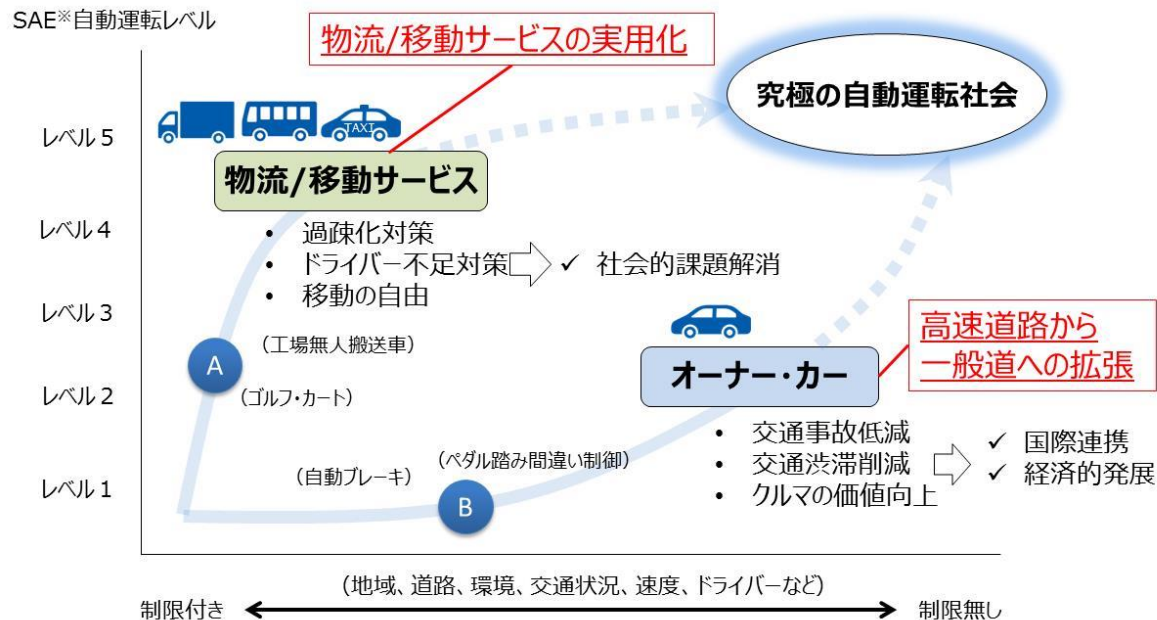 SAE※自動運転レベル
物流/移動サービスの実用化
究極の自動運転社会
レベル5
TAXI
物流/移動サービス
レベル4
• 過疎化対策
• ドライバー不足対策
• 移動の自由
✓ 社会的課題解消
レベル3
高速道路から
一般道への拡張
A
(工場無人搬送車)
オーナー・カー
レベル2
(ゴルフ・カート)
• 交通事故低減
• 交通渋滞削減
• クルマの価値向上
✓ 国際連携
✓ 経済的発展
(ペダル踏み間違い制御)
(自動ブレーキ)
レベル1
B
(地域、道路、環境、交通状況、速度、ドライバーなど)
制限付き
制限無し